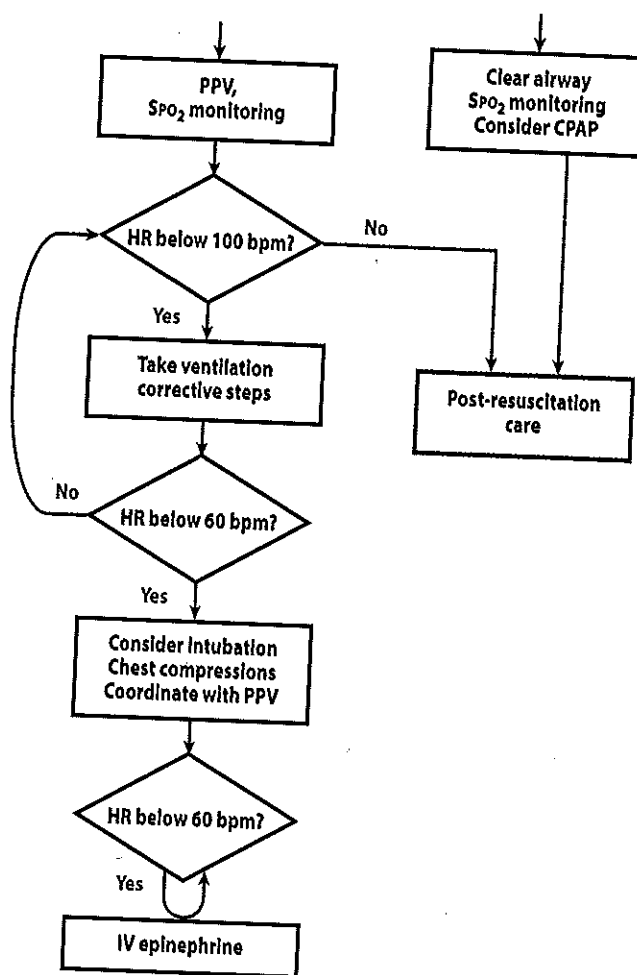 PPV,
SPO₂ monitoring
Clear airway
SPO₂ monitoring
Consider CPAP
HR below 100 bpm?
No
Yes
Take ventilation
corrective steps
Post-resuscitation
care
No
HR below 60 bpm?
Yes
Consider intubation
Chest compressions
Coordinate with PPV
HR below 60 bpm?
Yes
IV epinephrine